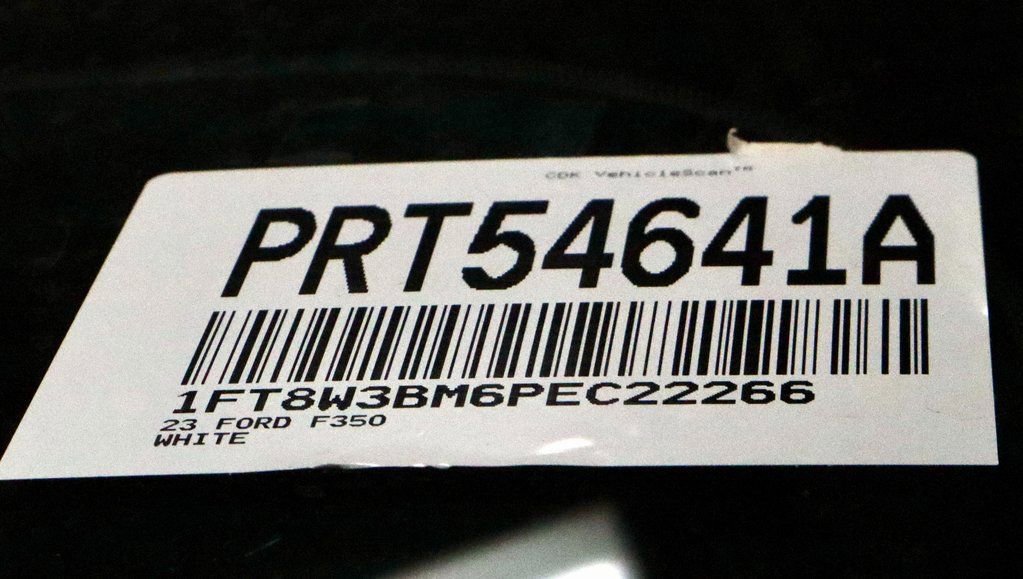 CDK VehicleScan™
PRT54641A
1FT8W3BM6PEC22266
23 FORD F350
WHITE